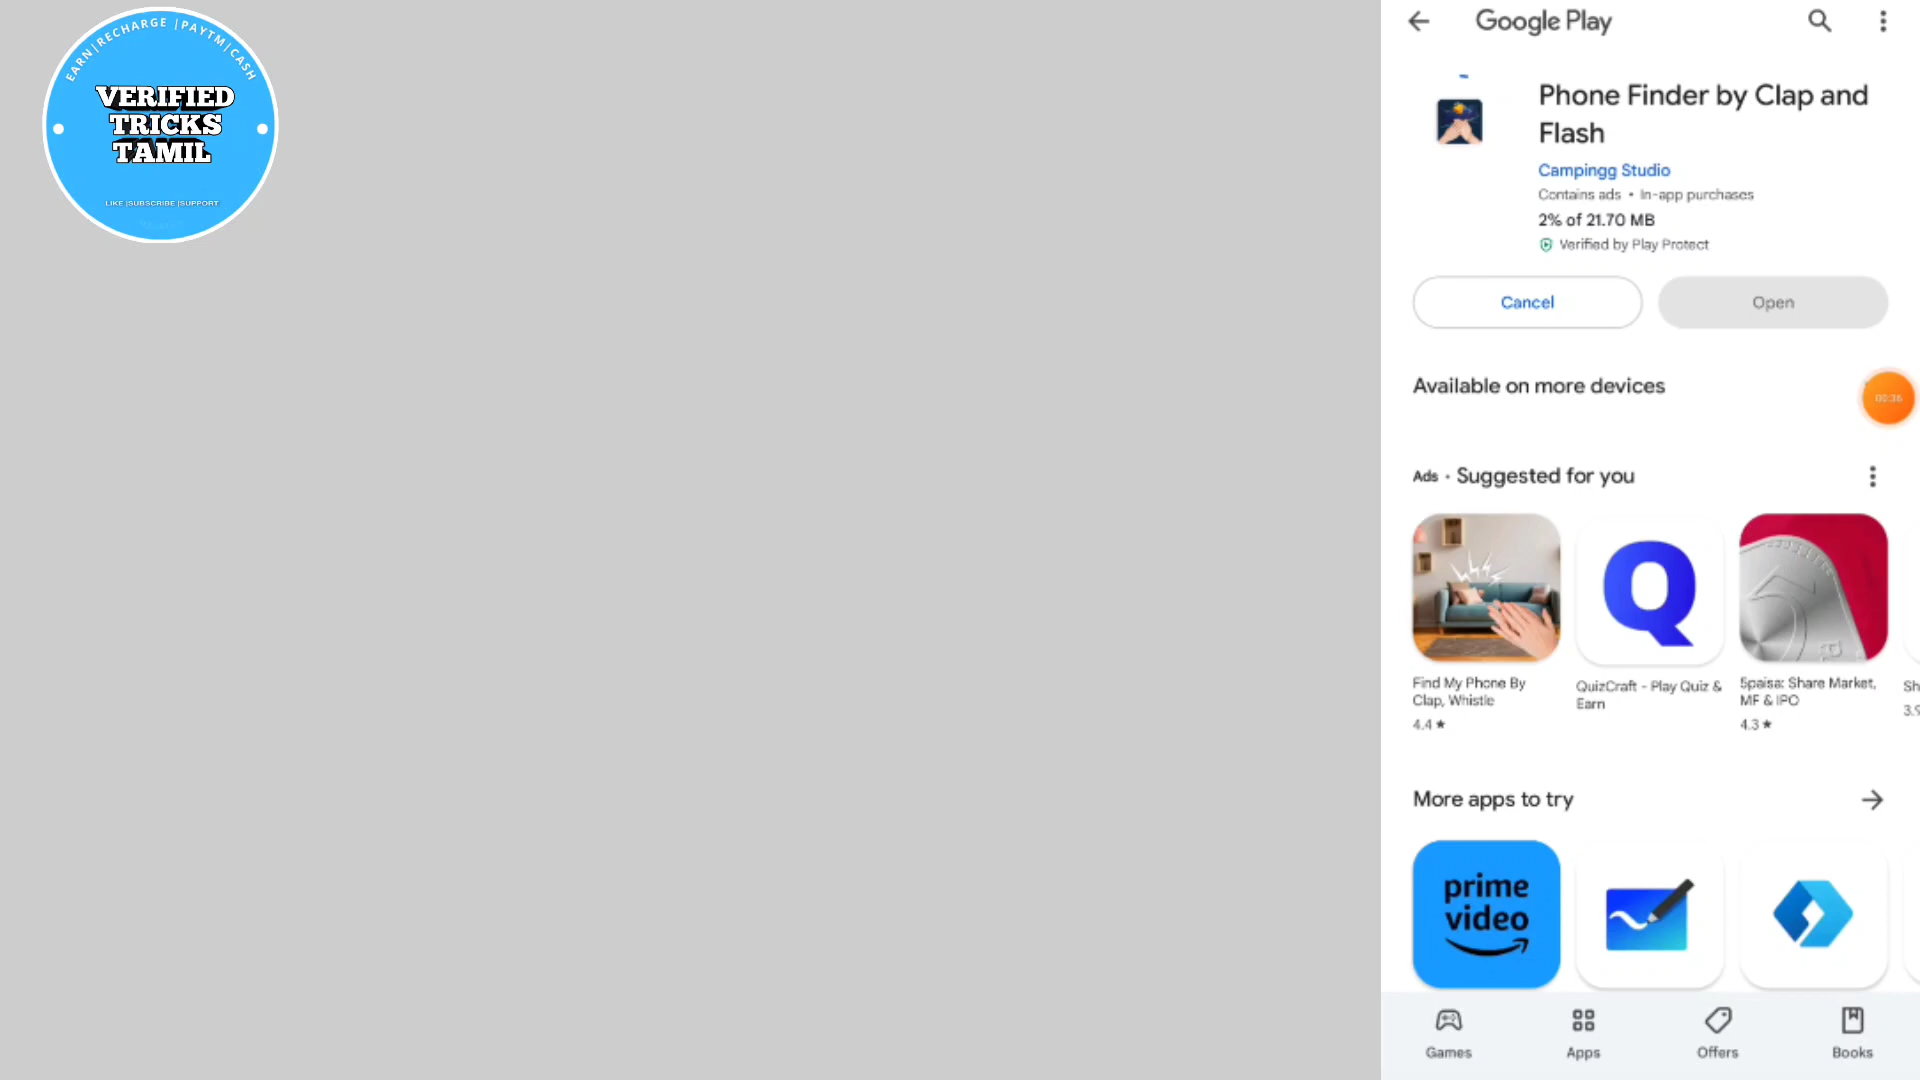 EARN|RECHARGE |PAYTM|CASH
VERIFIED
TRICKS
TAMIL
LIKE |SUBSCRIBE |SUPPORT
Google Play
Phone Finder by Clap and
Flash
Campingg Studio
Contains ads • In-app purchases
2% of 21.70 MB
Verified by Play Protect
Cancel
Open
Available on more devices
00:36
Ads • Suggested for you
Find My Phone By
Clap, Whistle
4.4 ★
QuizCraft - Play Quiz &
Earn
5paisa: Share Market,
MF & IPO
4.3 ★
Sh
3.9
More apps to try
prime
video
Games
Apps
Offers
Books